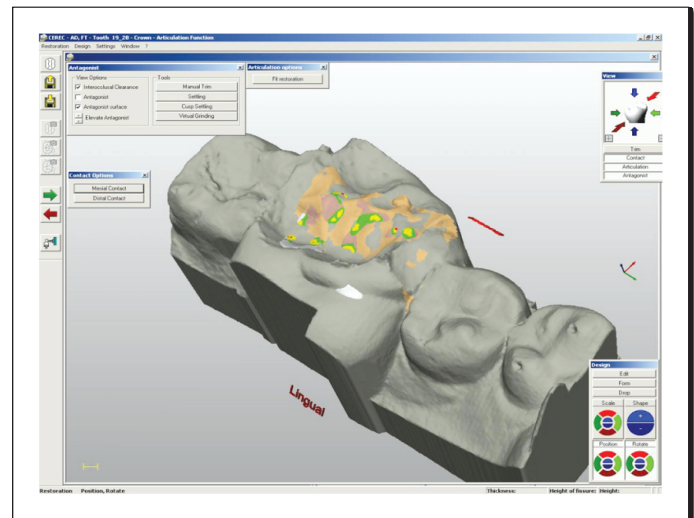 CEREC - AD, FT - Tooth 19_28 - Crown - Articulation Function
Restoration Design Settings Window ?
Antagonist
View Options
Interocclusal Clearance
Antagonist
Antagonist surface
Elevate Antagonist
Tools
Manual Trim
Settling
Cusp Settling
Virtual Grinding
Articulation options
Fit restoration
View
Trim
Contact
Articulation
Antagonist
Contact Options
Mesial Contact
Distal Contact
Lingual
Design
Edit
Form
Drop
Scale Shape
Position Rotate
Restoration Position, Rotate Thickness: Height of fissure: Height: